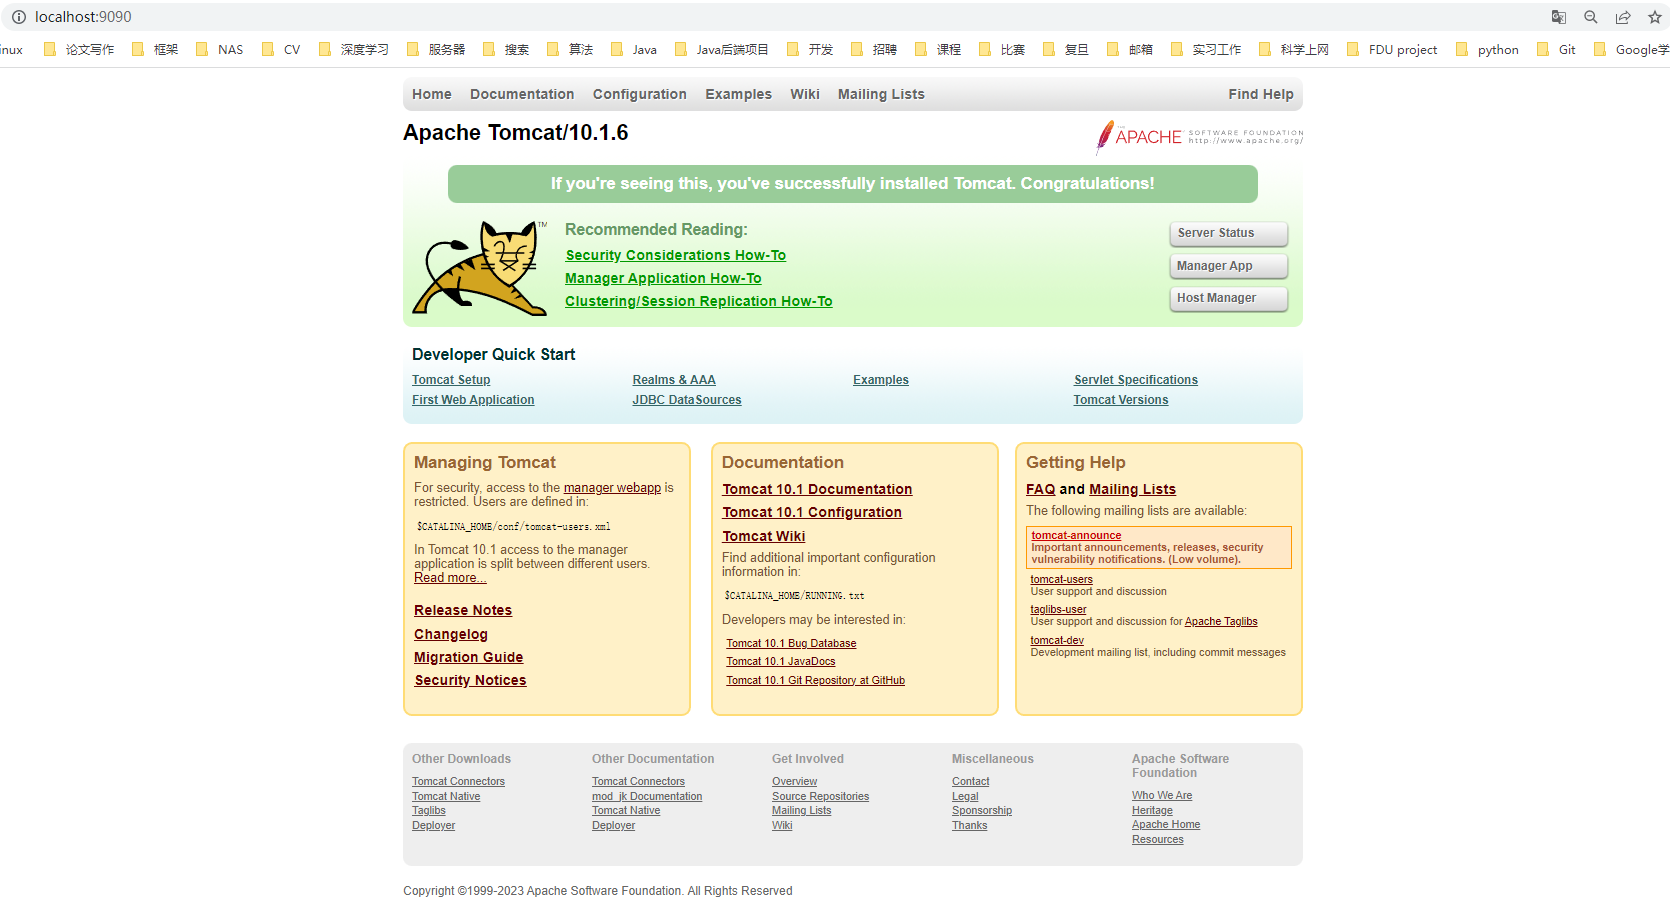 localhost:9090
inux 论文写作 框架 NAS CV 深度学习 服务器 搜索 算法 Java Java后端项目 开发 招聘 课程 比赛 复旦 邮箱 实习工作 科学上网 FDU project python Git Google学
Home Documentation Configuration Examples Wiki Mailing Lists Find Help
Apache Tomcat/10.1.6
THE APACHE SOFTWARE FOUNDATION
http://www.apache.org/
If you're seeing this, you've successfully installed Tomcat. Congratulations!
TM
Recommended Reading:
Security Considerations How-To
Manager Application How-To
Clustering/Session Replication How-To
Server Status
Manager App
Host Manager
Developer Quick Start
Tomcat Setup
First Web Application
Realms & AAA
JDBC DataSources
Examples
Servlet Specifications
Tomcat Versions
Managing Tomcat
For security, access to the manager webapp is
restricted. Users are defined in:
$CATALINA_HOME/conf/tomcat-users.xml
In Tomcat 10.1 access to the manager
application is split between different users.
Read more...
Release Notes
Changelog
Migration Guide
Security Notices
Documentation
Tomcat 10.1 Documentation
Tomcat 10.1 Configuration
Tomcat Wiki
Find additional important configuration
information in:
$CATALINA_HOME/RUNNING.txt
Developers may be interested in:
Tomcat 10.1 Bug Database
Tomcat 10.1 JavaDocs
Tomcat 10.1 Git Repository at GitHub
Getting Help
FAQ and Mailing Lists
The following mailing lists are available:
tomcat-announce
Important announcements, releases, security
vulnerability notifications. (Low volume).
tomcat-users
User support and discussion
taglibs-user
User support and discussion for Apache Taglibs
tomcat-dev
Development mailing list, including commit messages
Other Downloads
Tomcat Connectors
Tomcat Native
Taglibs
Deployer
Other Documentation
Tomcat Connectors
mod_jk Documentation
Tomcat Native
Deployer
Get Involved
Overview
Source Repositories
Mailing Lists
Wiki
Miscellaneous
Contact
Legal
Sponsorship
Thanks
Apache Software
Foundation
Who We Are
Heritage
Apache Home
Resources
Copyright ©1999-2023 Apache Software Foundation. All Rights Reserved